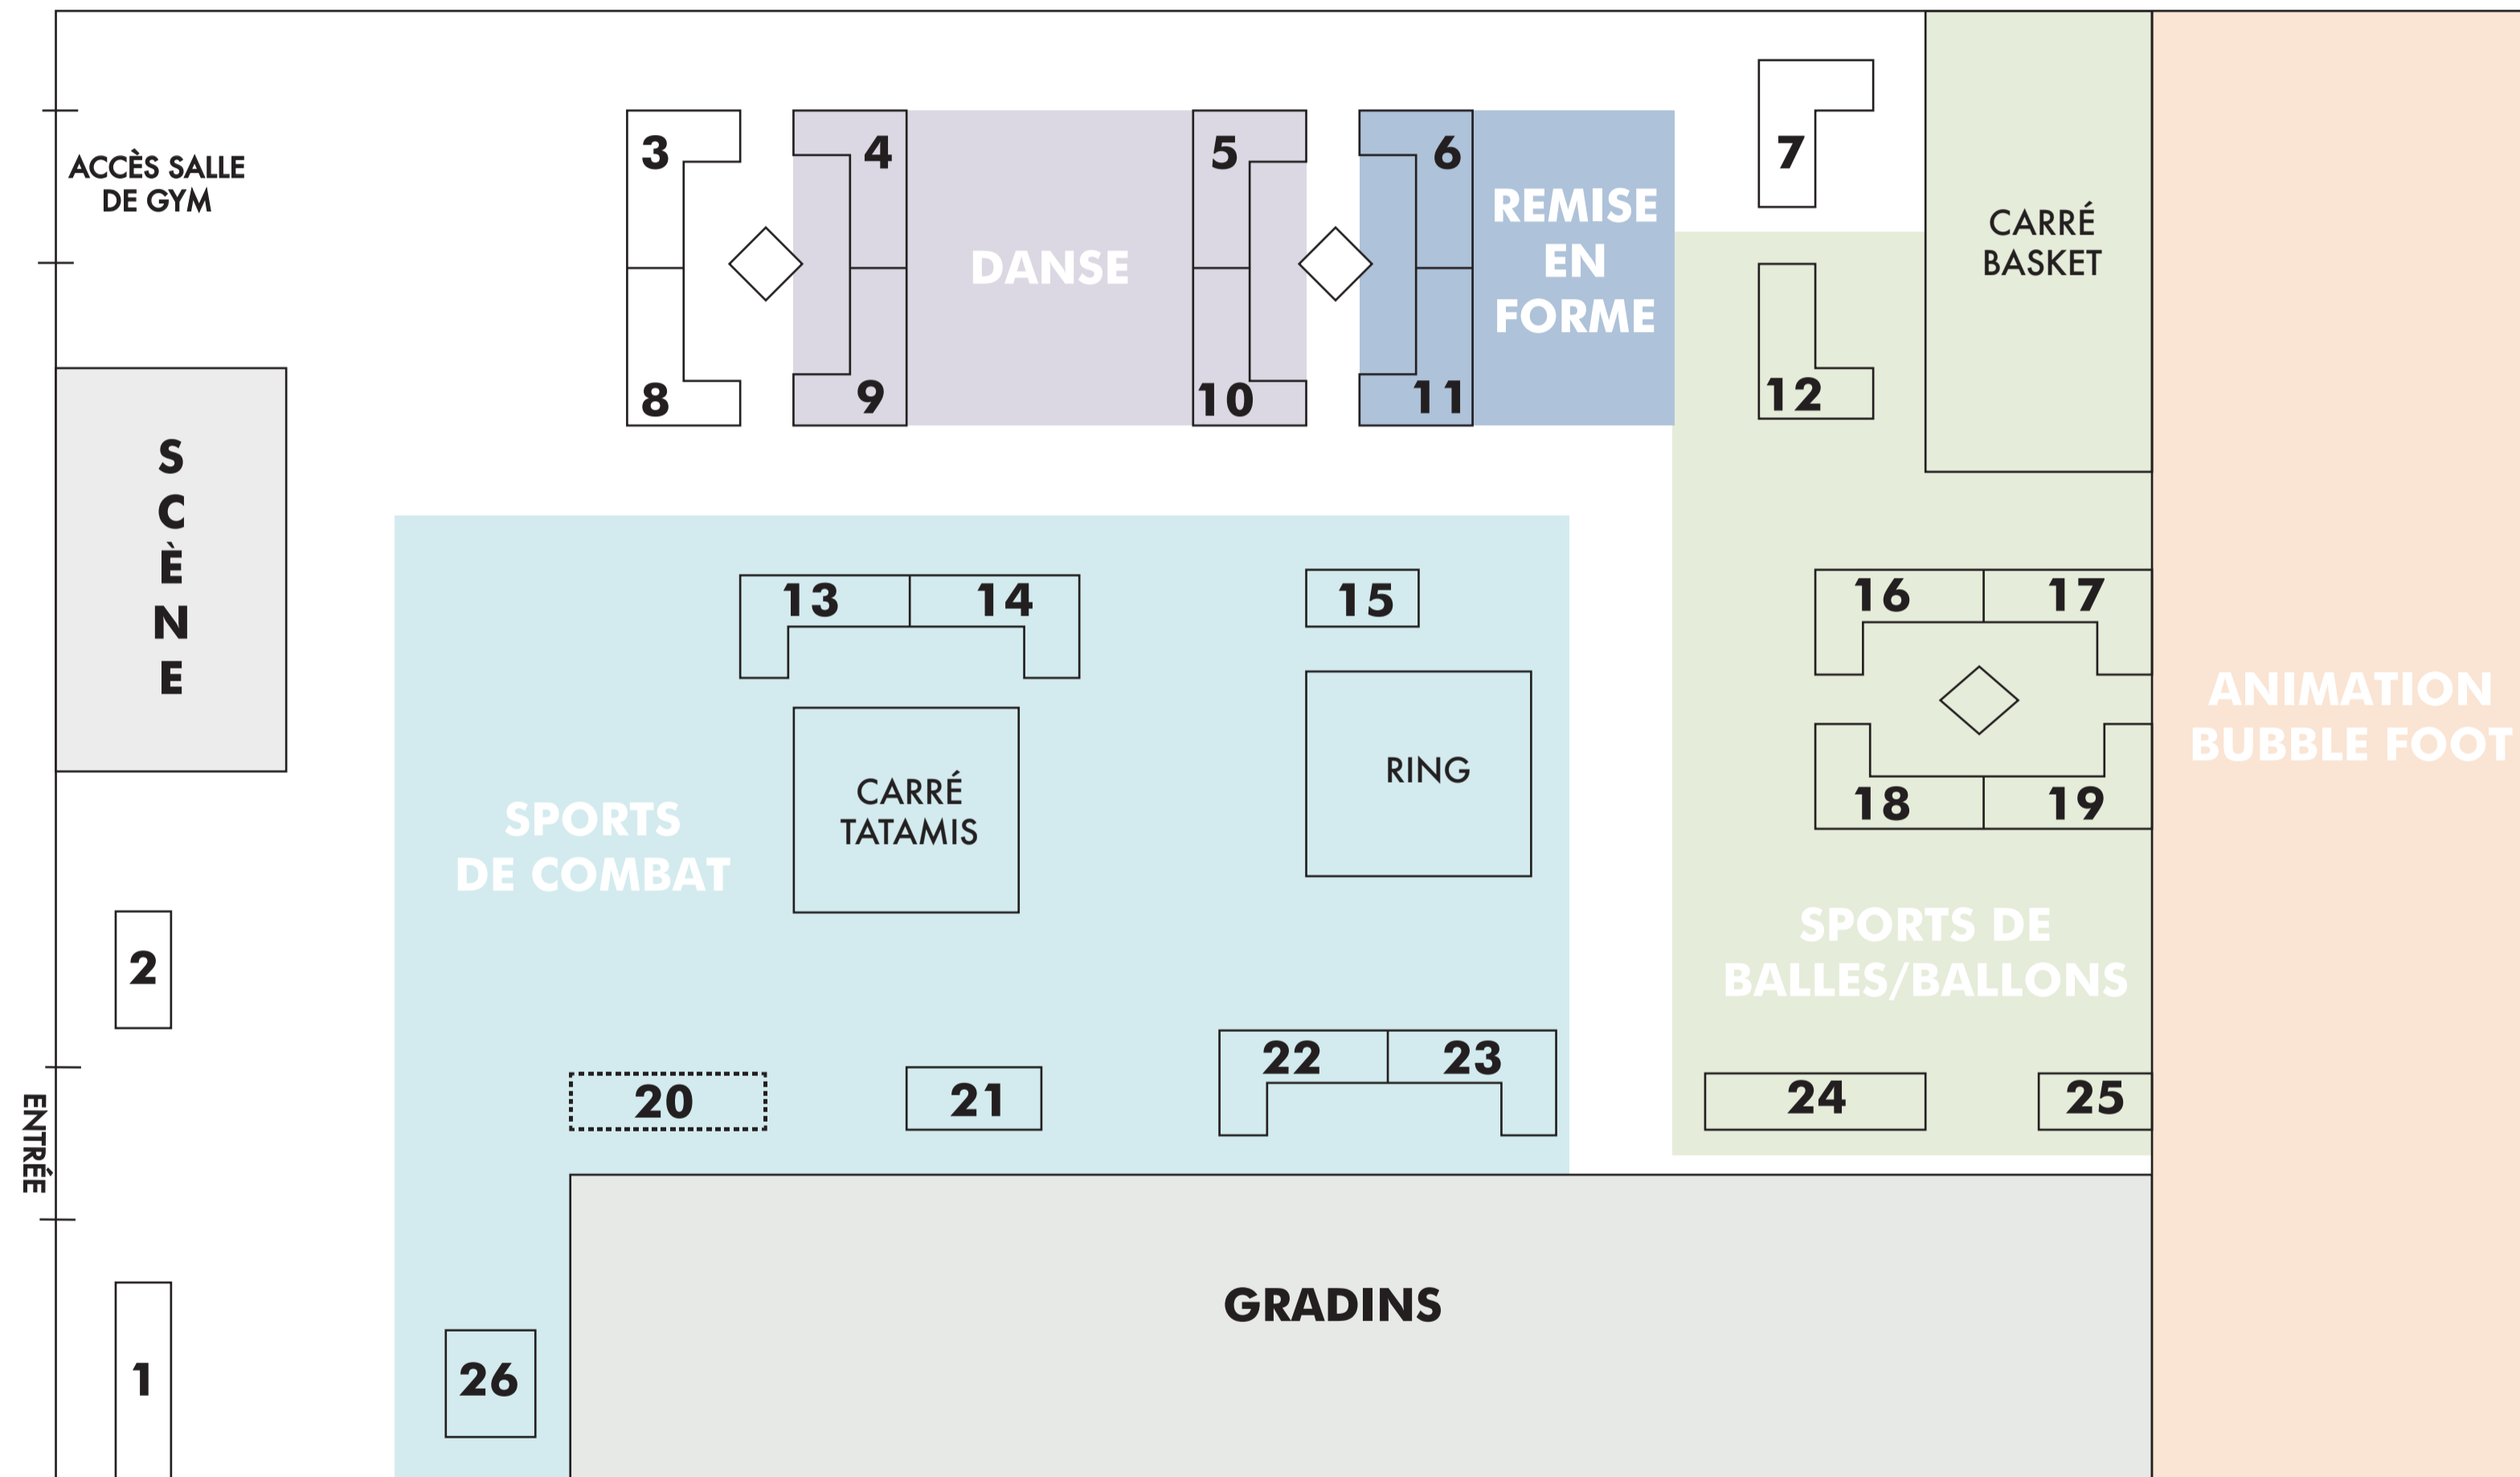 ACCÈS SALLE
DE GYM
3
4
5
6
7
DANSE
REMISE
EN
FORME
CARRÉ
BASKET
8
9
10
11
12
S
C
É
N
E
13
14
15
16
17
CARRÉ
TATAMIS
RING
SPORTS
DE COMBAT
18
19
ANIMATION
BUBBLE FOOT
SPORTS DE
BALLES/BALLONS
2
20
21
22
23
24
25
ENTRÉE
GRADINS
1
26